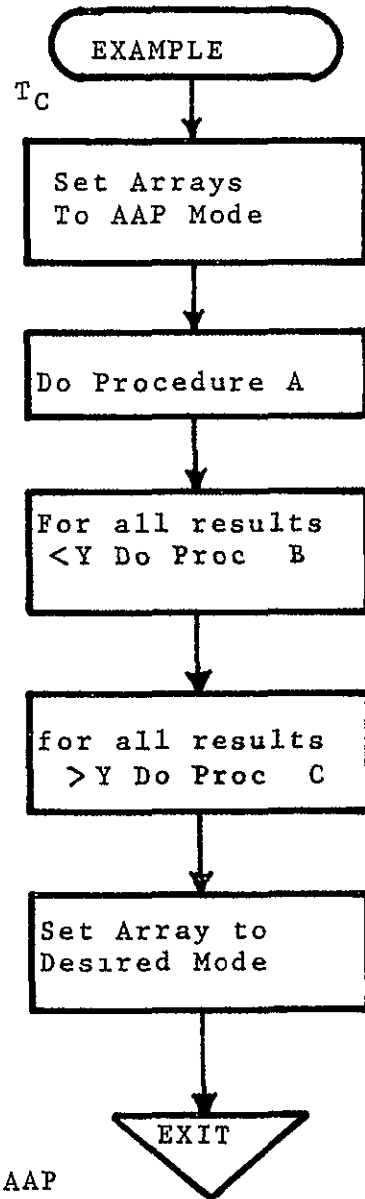 EXAMPLE
TC
Set Arrays
To AAP Mode
Do Procedure A
For all results
<Y Do Proc B
for all results
>Y Do Proc C
Set Array to
Desired Mode
EXIT
AAP